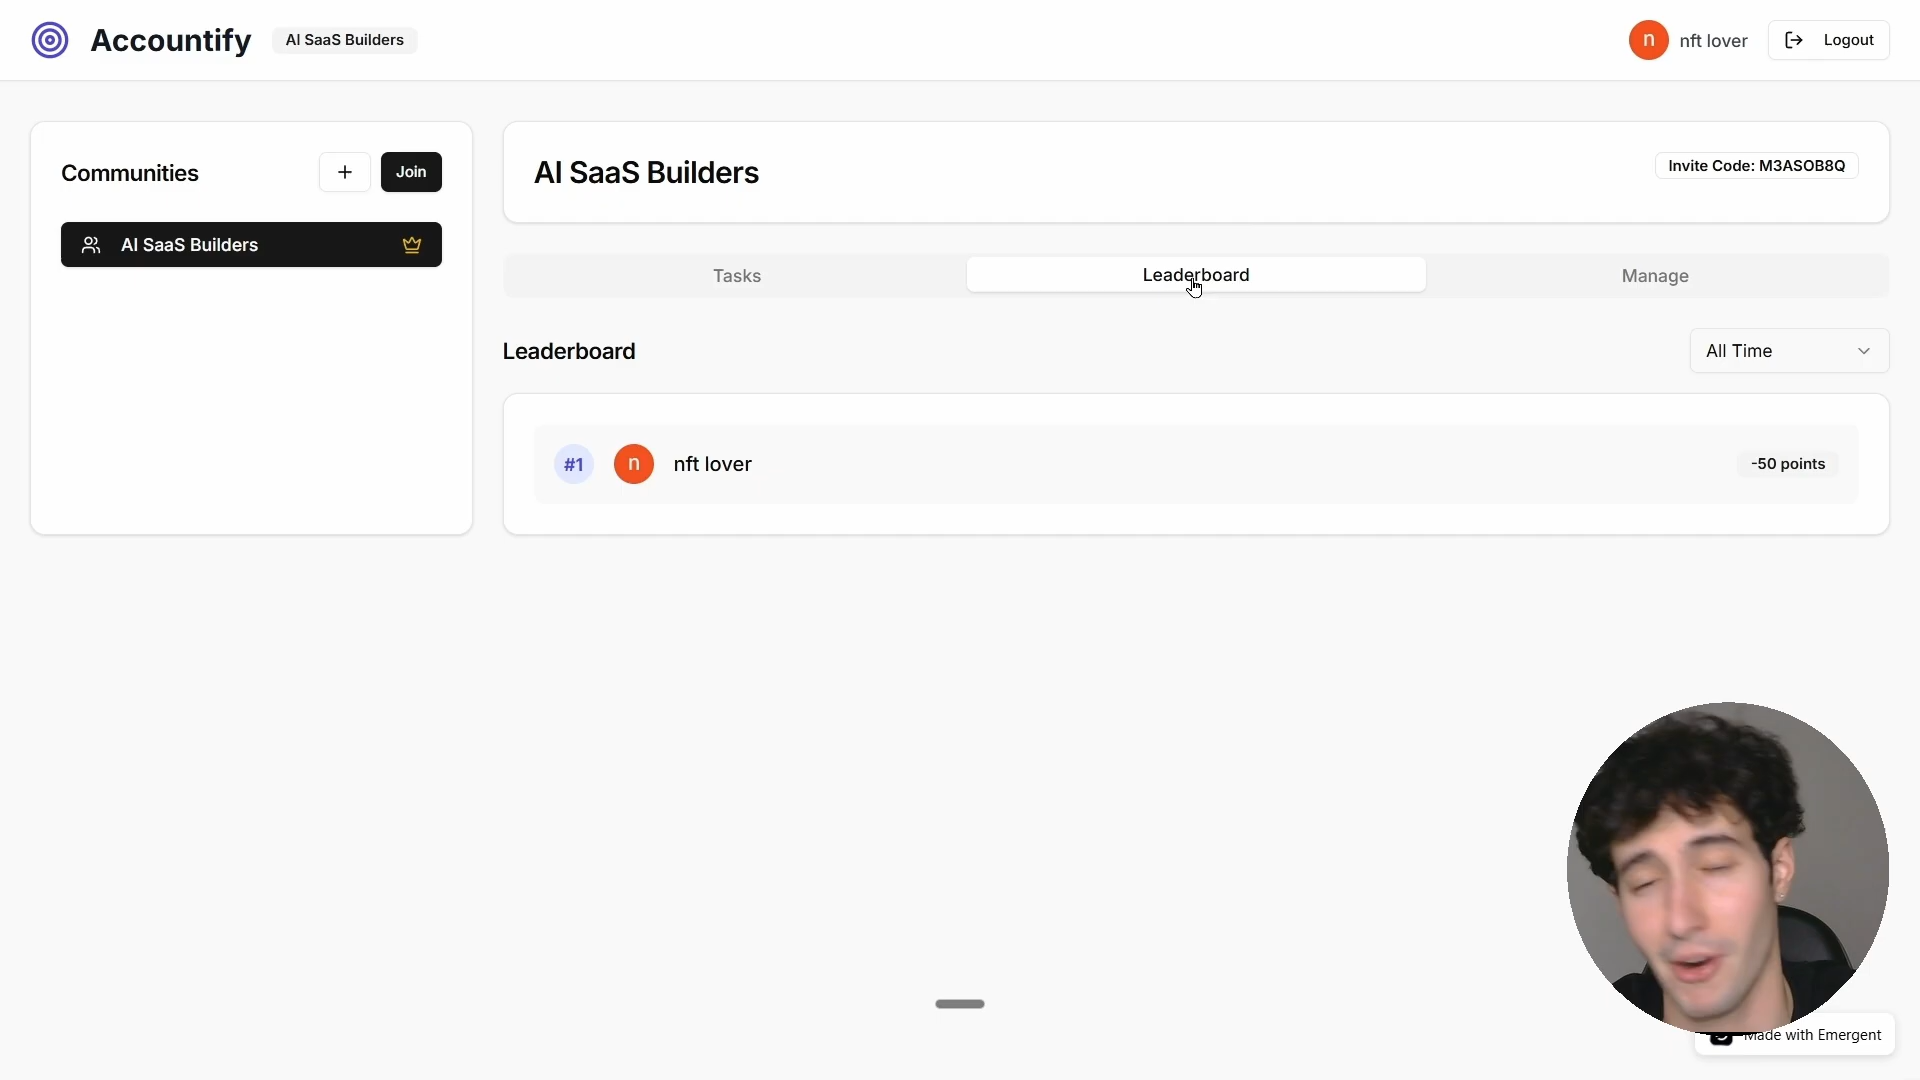 Accountify
AI SaaS Builders
n
nft lover
Logout
Communities
+
Join
AI SaaS Builders
AI SaaS Builders
Invite Code: M3ASOB8Q
Tasks
Leaderboard
Manage
Leaderboard
All Time
#1
n
nft lover
-50 points
Made with Emergent